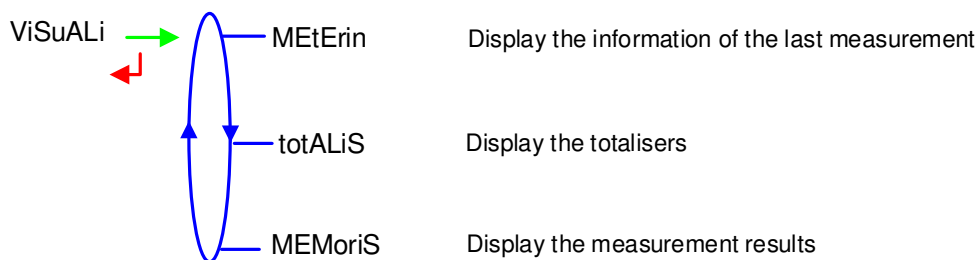 ViSuALi MEtErin Display the information of the last measurement
totALiS Display the totalisers
MEMoriS Display the measurement results